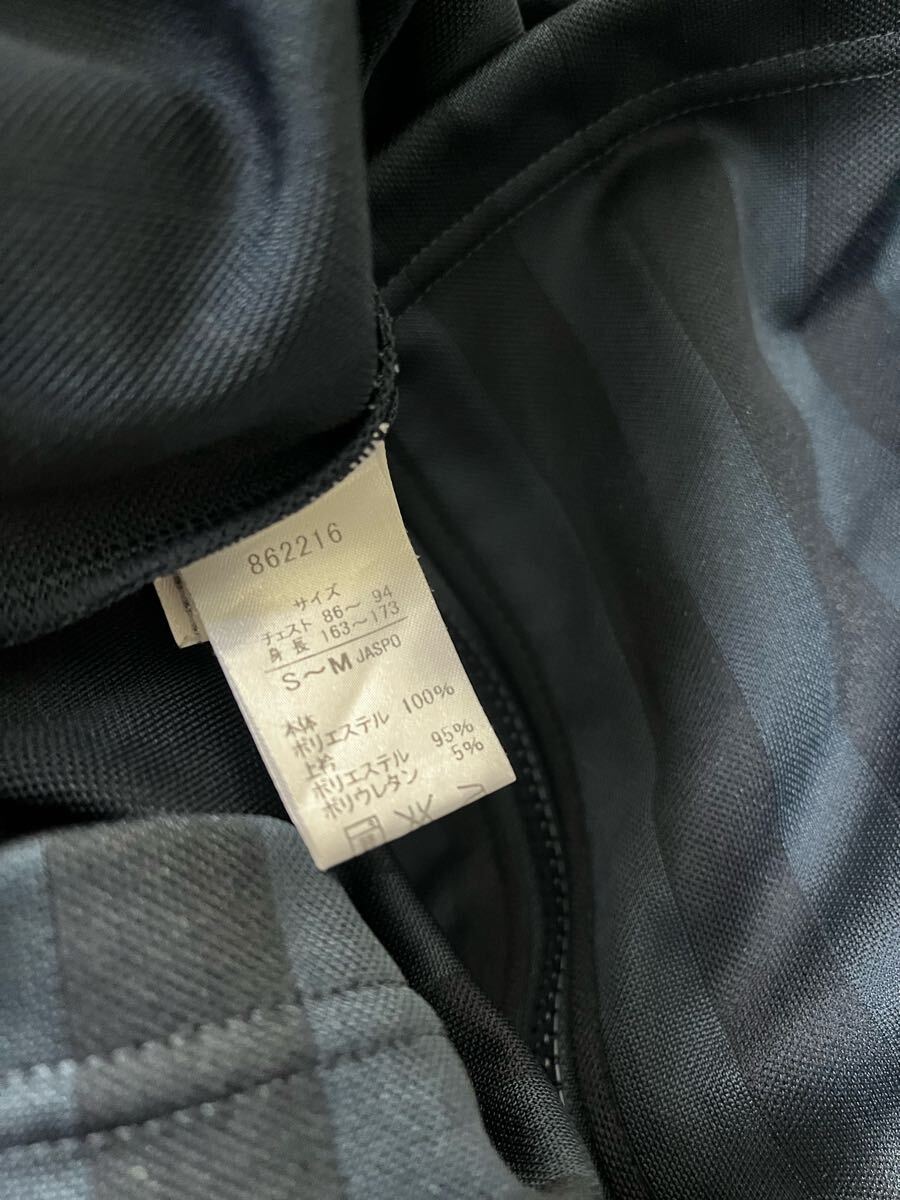 862216
サイズ
チェスト 86〜 94
身 長 163〜173
S〜M JASPO
本体
ポリエステル 100%
上衿
ポリエステル 95%
ポリウレタン 5%